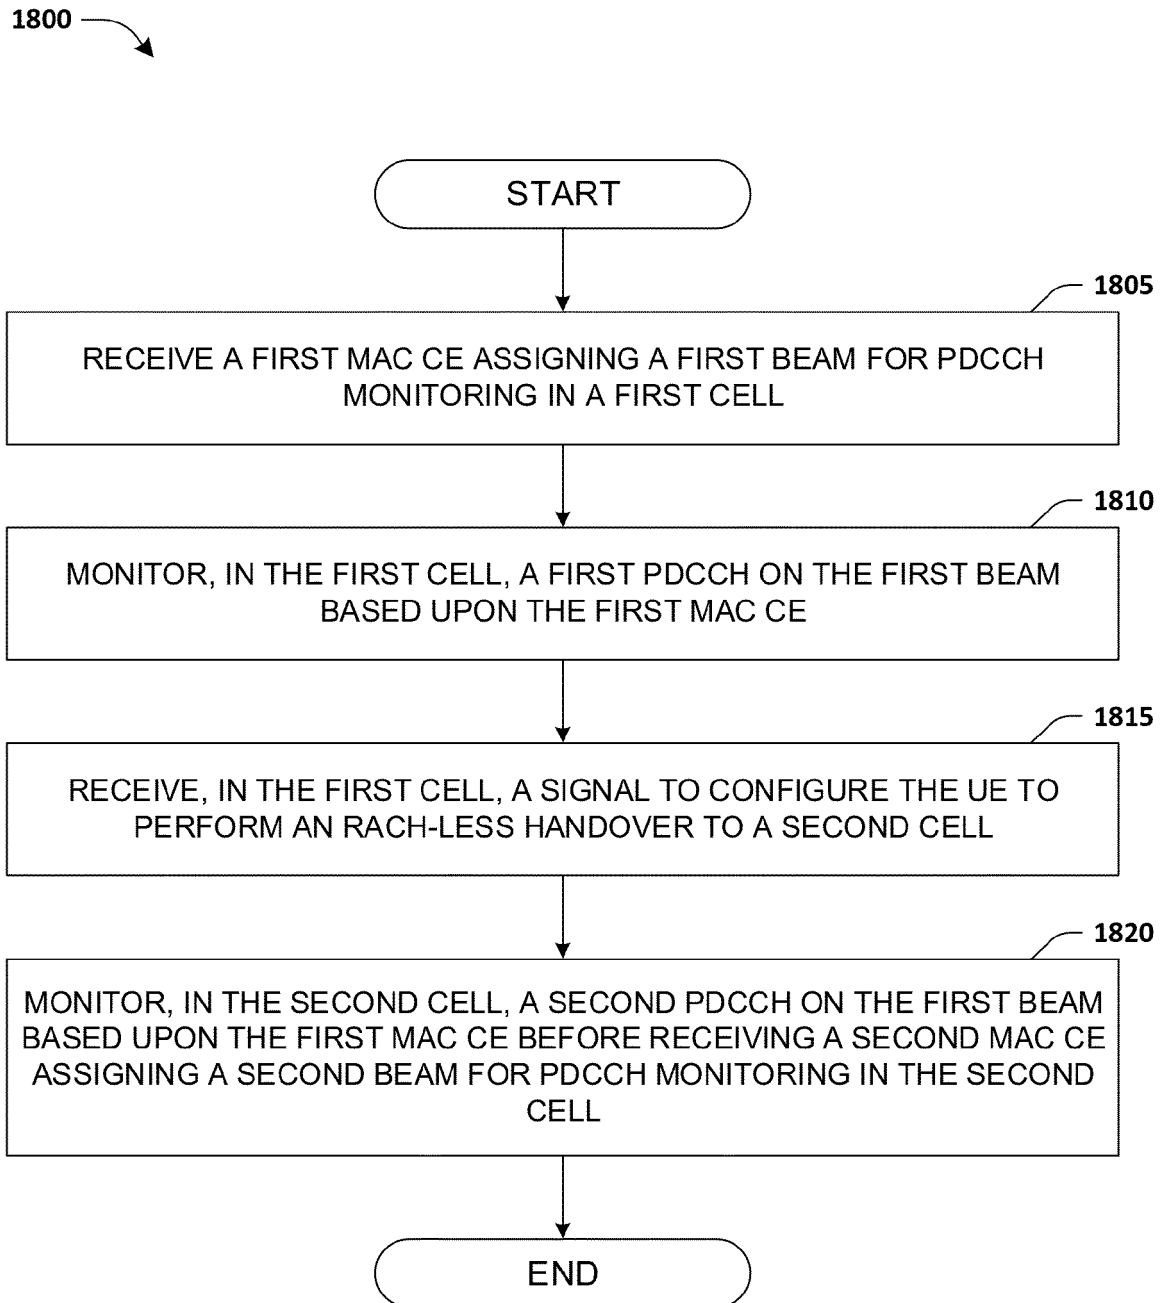 1800
START
1805
RECEIVE A FIRST MAC CE ASSIGNING A FIRST BEAM FOR PDCCH
MONITORING IN A FIRST CELL
1810
MONITOR, IN THE FIRST CELL, A FIRST PDCCH ON THE FIRST BEAM
BASED UPON THE FIRST MAC CE
1815
RECEIVE, IN THE FIRST CELL, A SIGNAL TO CONFIGURE THE UE TO
PERFORM AN RACH-LESS HANDOVER TO A SECOND CELL
1820
MONITOR, IN THE SECOND CELL, A SECOND PDCCH ON THE FIRST BEAM
BASED UPON THE FIRST MAC CE BEFORE RECEIVING A SECOND MAC CE
ASSIGNING A SECOND BEAM FOR PDCCH MONITORING IN THE SECOND
CELL
END